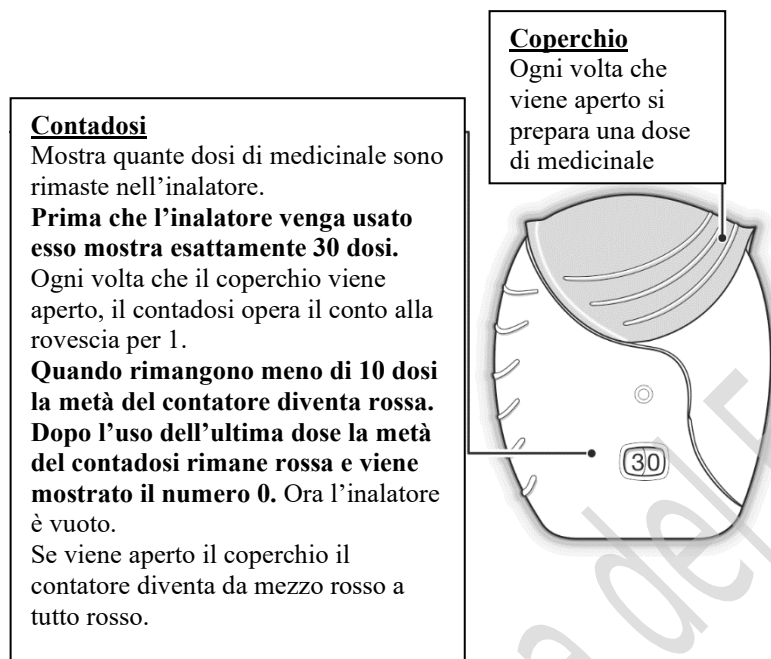 Coperchio
Ogni volta che
viene aperto si
prepara una dose
di medicinale
Contadosi
Mostra quante dosi di medicinale sono
rimaste nell’inalatore.
Prima che l’inalatore venga usato
esso mostra esattamente 30 dosi.
Ogni volta che il coperchio viene
aperto, il contadosi opera il conto alla
rovescia per 1.
Quando rimangono meno di 10 dosi
la metà del contatore diventa rossa.
Dopo l’uso dell’ultima dose la metà
del contadosi rimane rossa e viene
mostrato il numero 0. Ora l’inalatore
è vuoto.
Se viene aperto il coperchio il
contatore diventa da mezzo rosso a
tutto rosso.
30